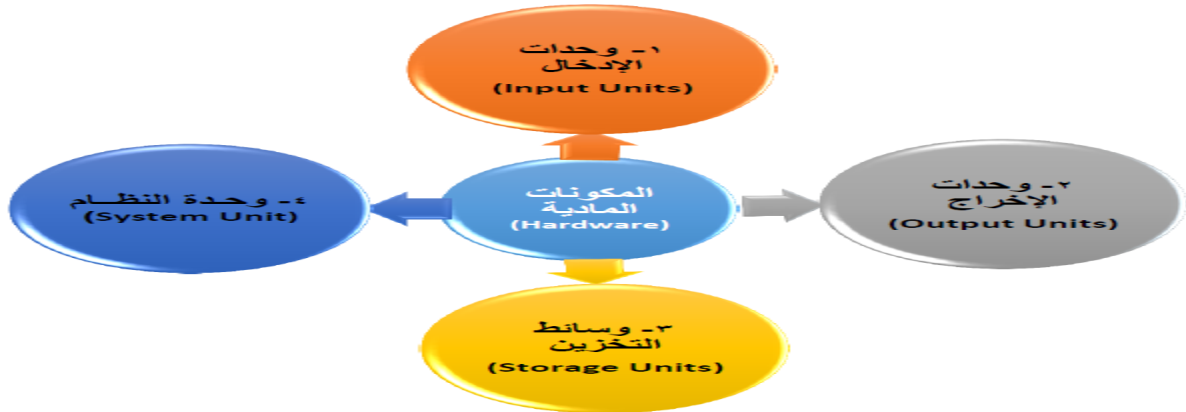 ١- وحدات
الإدخال
(Input Units)
المكونات
المادية
(Hardware)
٢- وحدات
الإخراج
(Output Units)
٣- وسائط
التخزين
(Storage Units)
٤- وحدة النظـــام
(System Unit)